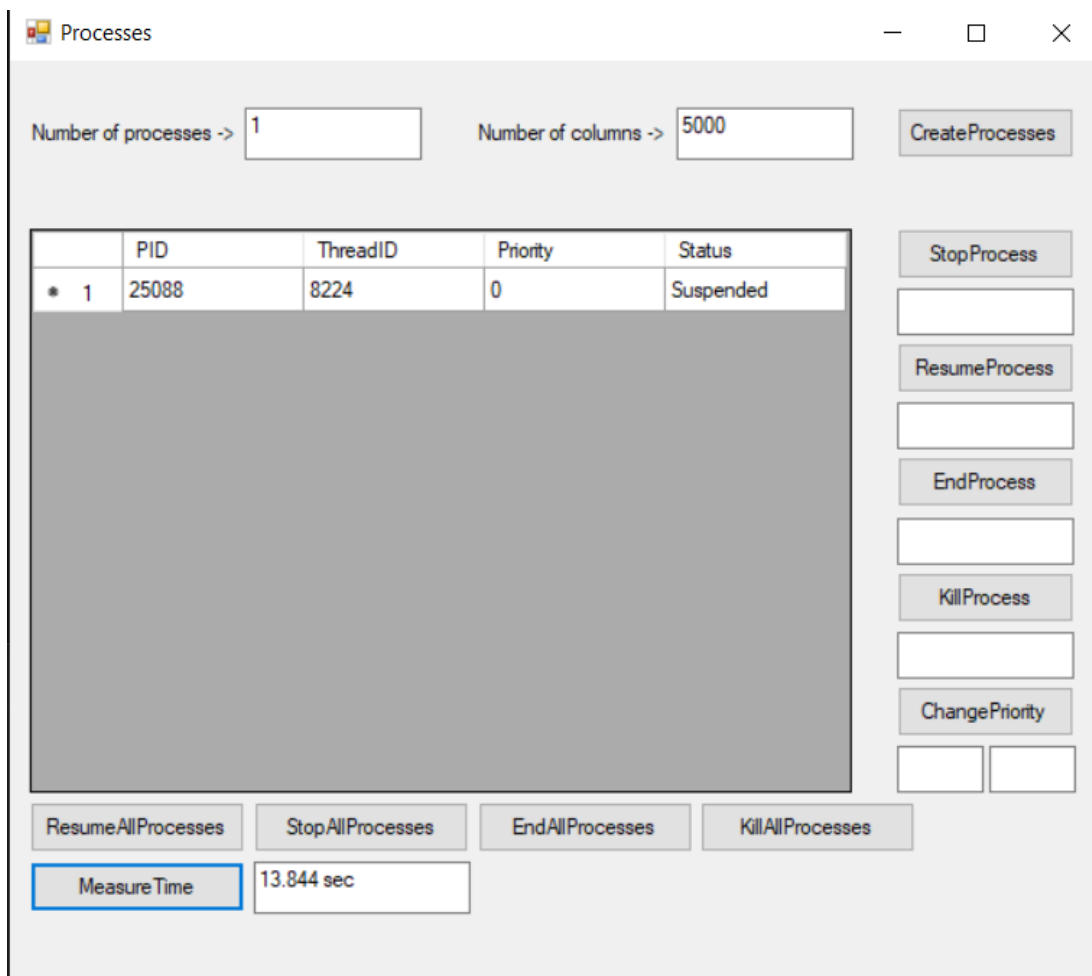 Processes
Number of processes -> 1 Number of columns -> 5000 CreateProcesses
PID ThreadID Priority Status
* 1 25088 8224 0 Suspended
StopProcess
ResumeProcess
EndProcess
KillProcess
ChangePriority
ResumeAllProcesses StopAllProcesses EndAllProcesses KillAllProcesses
MeasureTime 13.844 sec